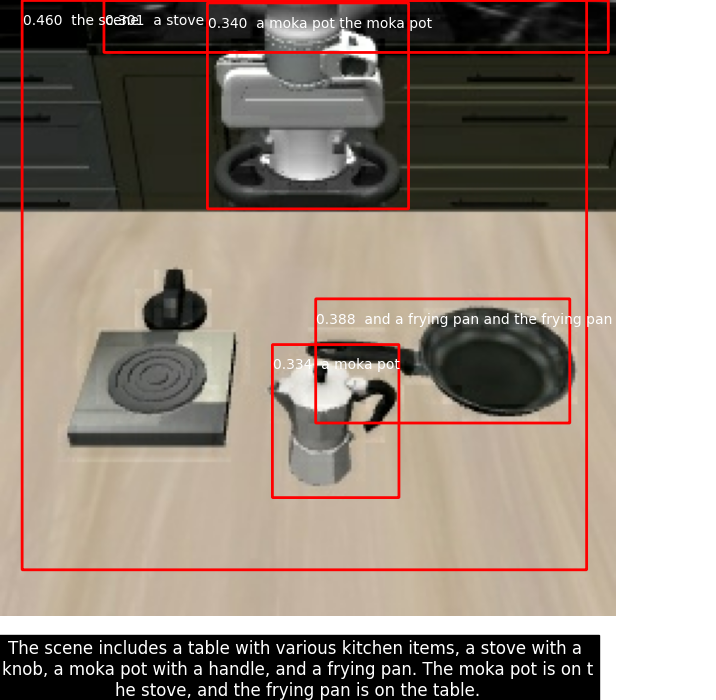 0.460 the scene
0.301 a stove
0.340 a moka pot the moka pot
0.388 and a frying pan and the frying pan
0.334 a moka pot
The scene includes a table with various kitchen items, a stove with a
knob, a moka pot with a handle, and a frying pan. The moka pot is on t
he stove, and the frying pan is on the table.